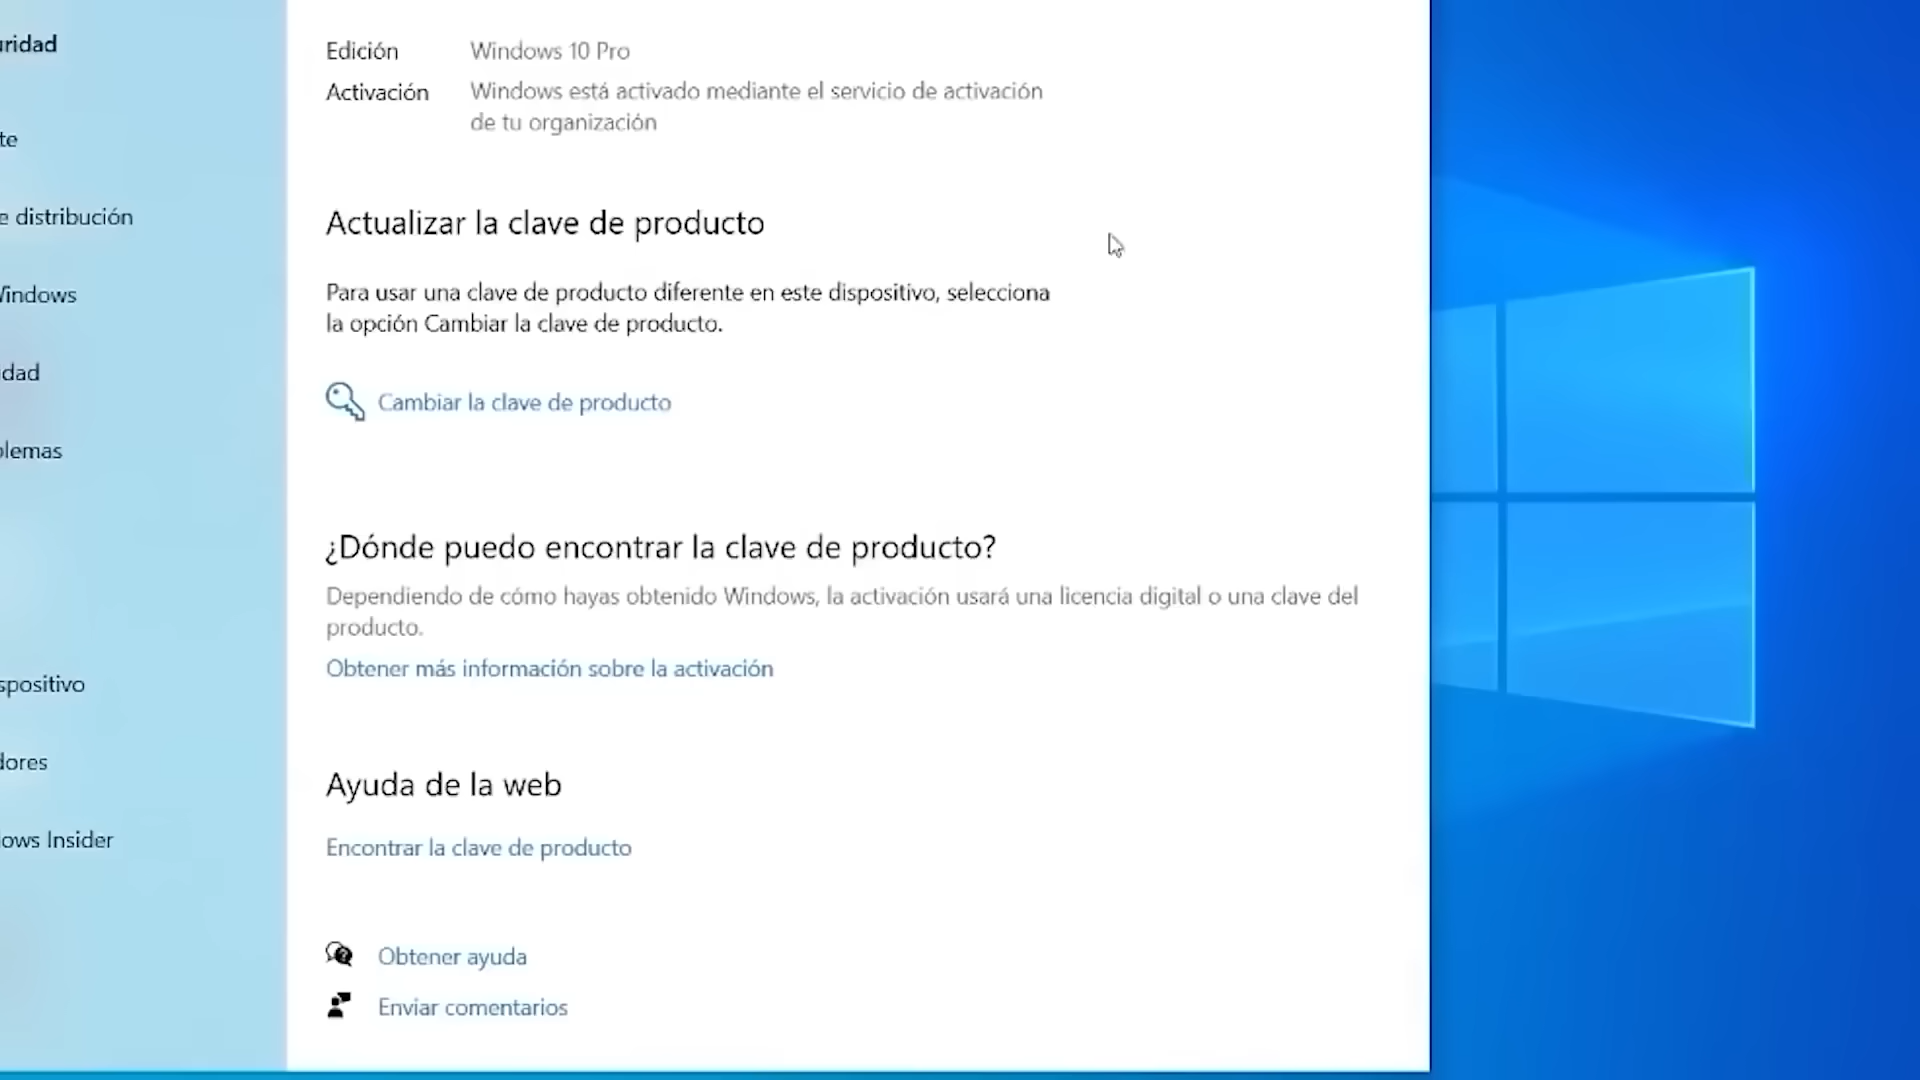 uridad
te
e distribución
Windows
idad
blemas
spositivo
dores
ows Insider
Edición Windows 10 Pro
Activación Windows está activado mediante el servicio de activación
de tu organización
Actualizar la clave de producto
Para usar una clave de producto diferente en este dispositivo, selecciona
la opción Cambiar la clave de producto.
Cambiar la clave de producto
¿Dónde puedo encontrar la clave de producto?
Dependiendo de cómo hayas obtenido Windows, la activación usará una licencia digital o una clave del
producto.
Obtener más información sobre la activación
Ayuda de la web
Encontrar la clave de producto
Obtener ayuda
Enviar comentarios